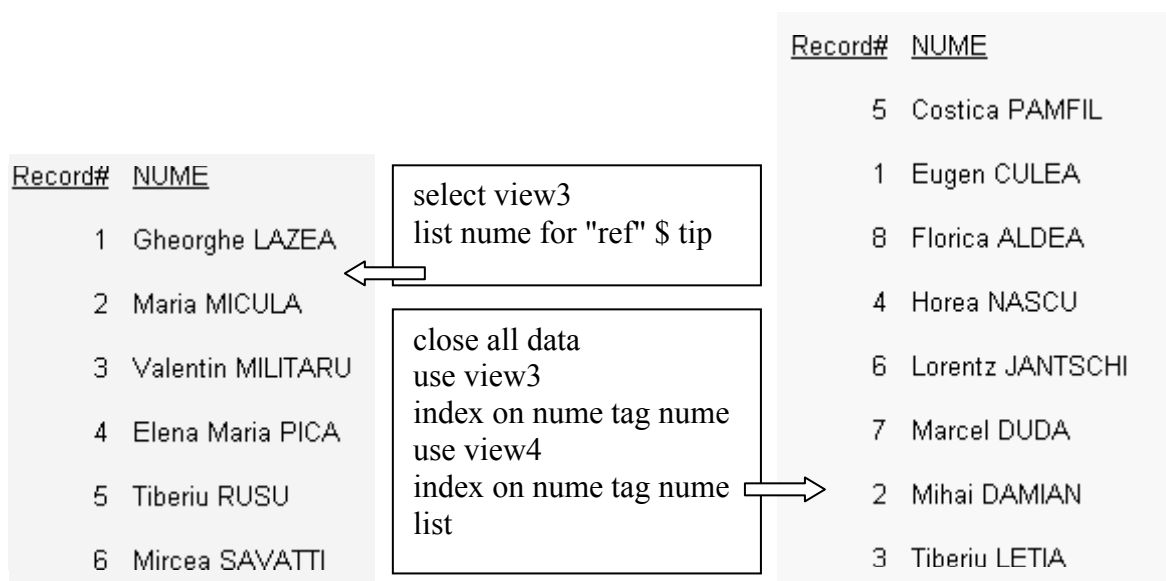 Record# NUME
1 Gheorghe LAZEA
2 Maria MICULA
3 Valentin MILITARU
4 Elena Maria PICA
5 Tiberiu RUSU
6 Mircea SAVATTI
select view3
list nume for "ref" $ tip
close all data
use view3
index on nume tag nume
use view4
index on nume tag nume
list
Record# NUME
5 Costica PAMFIL
1 Eugen CULEA
8 Florica ALDEA
4 Horea NASCU
6 Lorentz JANTSCHI
7 Marcel DUDA
2 Mihai DAMIAN
3 Tiberiu LETIA